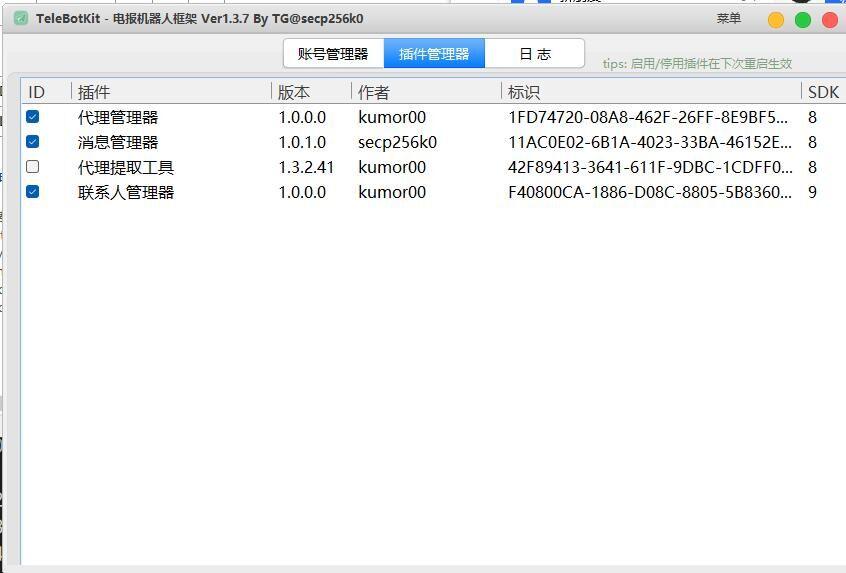 TeleBotKit - 电报机器人框架 Ver1.3.7 By TG@secp256k0 菜单
账号管理器 插件管理器 日 志 tips: 启用/停用插件在下次重启生效
ID 插件 版本 作者 标识 SDK
代理管理器 1.0.0.0 kumor00 1FD74720-08A8-462F-26FF-8E9BF5... 8
消息管理器 1.0.1.0 secp256k0 11AC0E02-6B1A-4023-33BA-46152E... 8
代理提取工具 1.3.2.41 kumor00 42F89413-3641-611F-9DBC-1CDFF0... 8
联系人管理器 1.0.0.0 kumor00 F40800CA-1886-D08C-8805-5B8360... 9